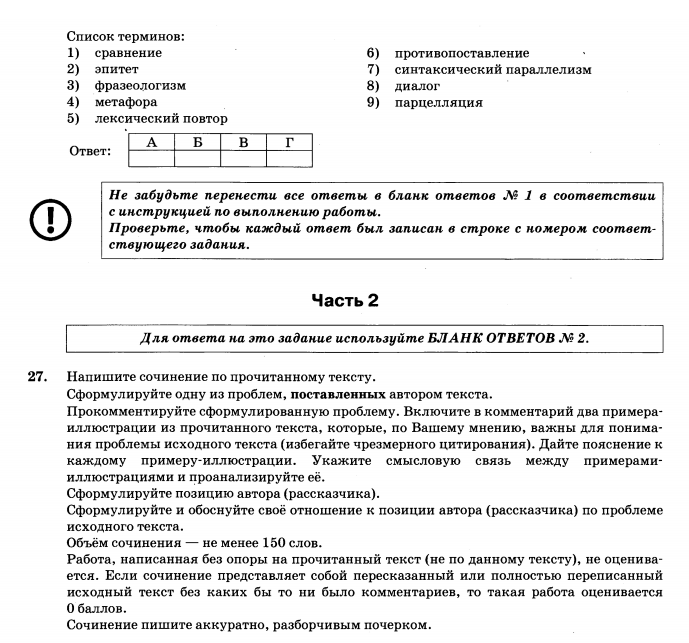 Список терминов:
1) сравнение
2) эпитет
3) фразеологизм
4) метафора
5) лексический повтор
6) противопоставление
7) синтаксический параллелизм
8) диалог
9) парцелляция
Ответ:
А Б В Г
Не забудьте перенести все ответы в бланк ответов № 1 в соответствии
с инструкцией по выполнению работы.
Проверьте, чтобы каждый ответ был записан в строке с номером соответ-
ствующего задания.
Часть 2
Для ответа на это задание используйте БЛАНК ОТВЕТОВ № 2.
27. Напишите сочинение по прочитанному тексту.
Сформулируйте одну из проблем, поставленных автором текста.
Прокомментируйте сформулированную проблему. Включите в комментарий два примера-
иллюстрации из прочитанного текста, которые, по Вашему мнению, важны для понима-
ния проблемы исходного текста (избегайте чрезмерного цитирования). Дайте пояснение к
каждому примеру-иллюстрации. Укажите смысловую связь между примерами-
иллюстрациями и проанализируйте её.
Сформулируйте позицию автора (рассказчика).
Сформулируйте и обоснуйте своё отношение к позиции автора (рассказчика) по проблеме
исходного текста.
Объём сочинения — не менее 150 слов.
Работа, написанная без опоры на прочитанный текст (не по данному тексту), не оценива-
ется. Если сочинение представляет собой пересказанный или полностью переписанный
исходный текст без каких бы то ни было комментариев, то такая работа оценивается
0 баллов.
Сочинение пишите аккуратно, разборчивым почерком.